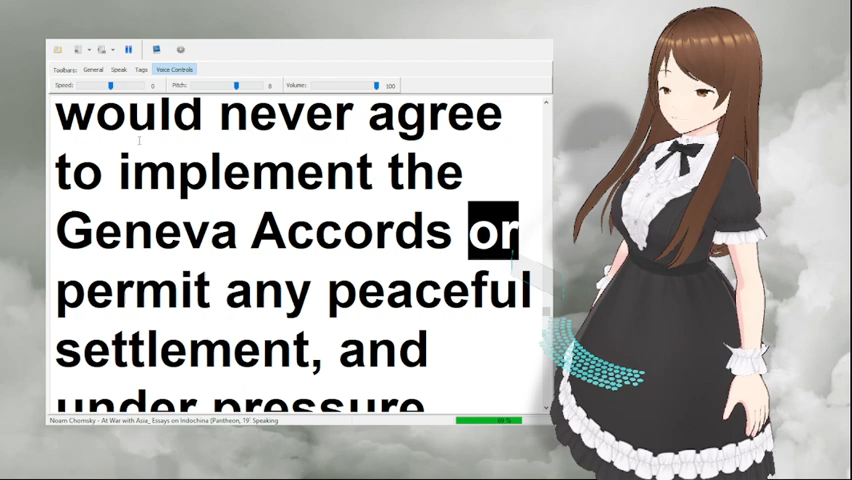 Toolbars: General Speak Tags Voice Controls
Speed: 0 Pitch: 8 Volume: 100
would never agree
to implement the
Geneva Accords or
permit any peaceful
settlement, and
under pressure
Noam Chomsky - At War with Asia_ Essays on Indochina (Pantheon, 19 Speaking